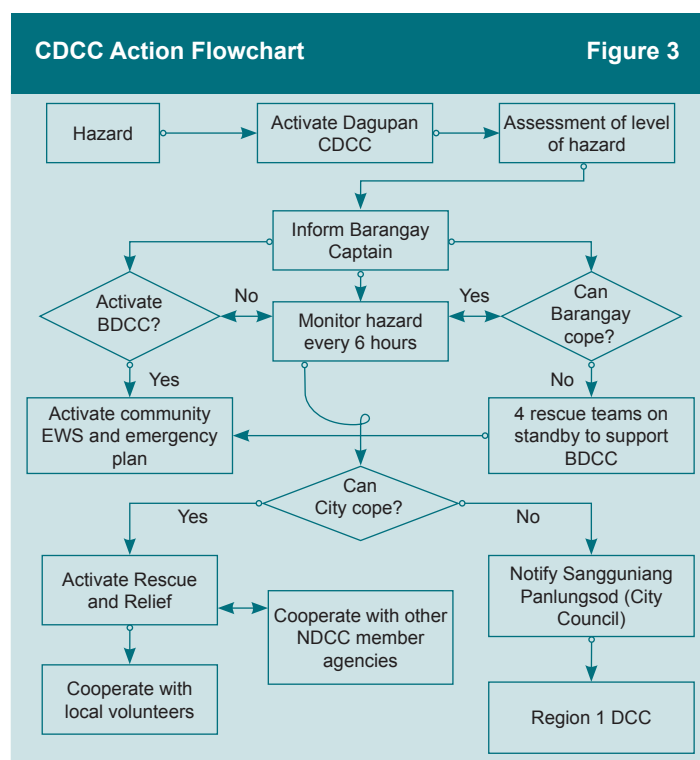 CDCC Action Flowchart
Figure 3
Hazard
Activate Dagupan
CDCC
Assessment of level
of hazard
Inform Barangay
Captain
Activate
BDCC?
No
Monitor hazard
every 6 hours
Yes
Can
Barangay
cope?
Yes
No
Activate community
EWS and emergency
plan
4 rescue teams on
standby to support
BDCC
Can
City cope?
Yes
No
Activate Rescue
and Relief
Cooperate with other
NDCC member
agencies
Notify Sangguniang
Panlungsod (City
Council)
Cooperate with
local volunteers
Region 1 DCC